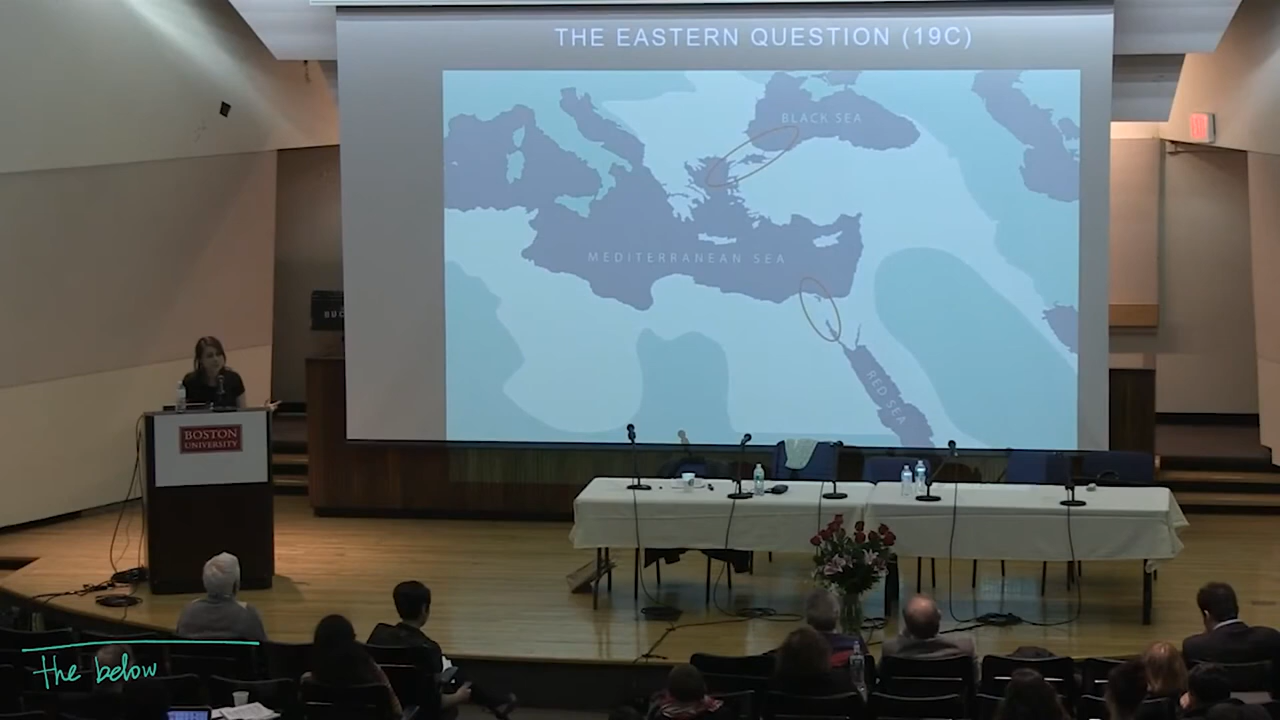 THE EASTERN QUESTION (19C)
BLACK SEA
MEDITERRANEAN SEA
RED SEA
BOSTON
UNIVERSITY
the below